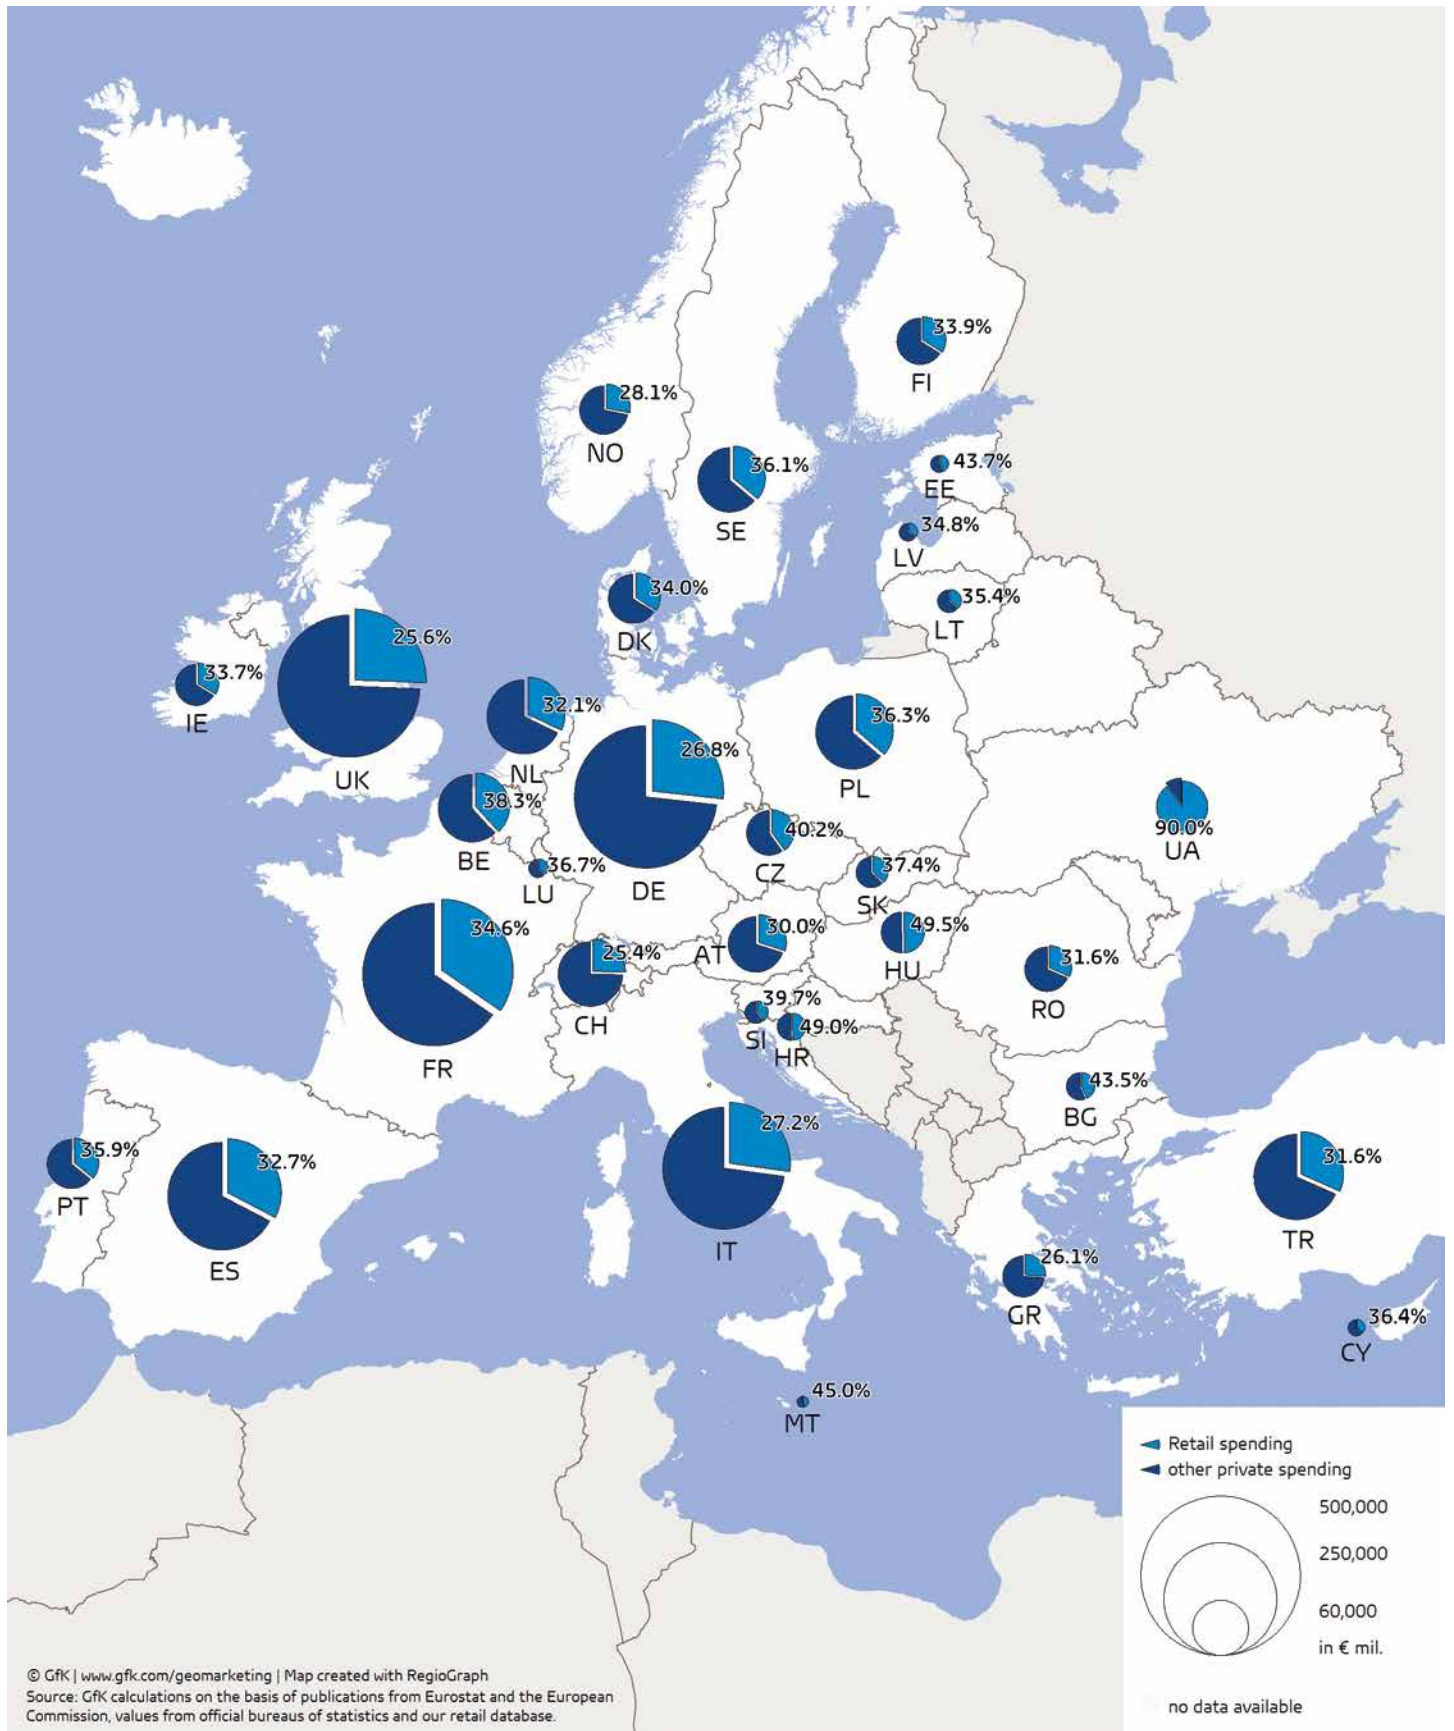 33.9%
FI
28.1%
NO
36.1%
SE
43.7%
EE
34.8%
LV
35.4%
LT
34.0%
DK
25.6%
UK
33.7%
IE
32.1%
NL
26.8%
DE
36.3%
PL
38.3%
BE
40.2%
CZ
90.0%
UA
36.7%
LU
37.4%
SK
34.6%
FR
25.4%
CH
30.0%
AT
49.5%
HU
31.6%
RO
39.7%
SI
49.0%
HR
43.5%
BG
35.9%
PT
32.7%
ES
27.2%
IT
31.6%
TR
26.1%
GR
36.4%
CY
45.0%
MT
Retail spending
other private spending
500,000
250,000
60,000
in € mil.
no data available
© GfK | www.gfk.com/geomarketing | Map created with RegioGraph
Source: GfK calculations on the basis of publications from Eurostat and the European
Commission, values from official bureaus of statistics and our retail database.